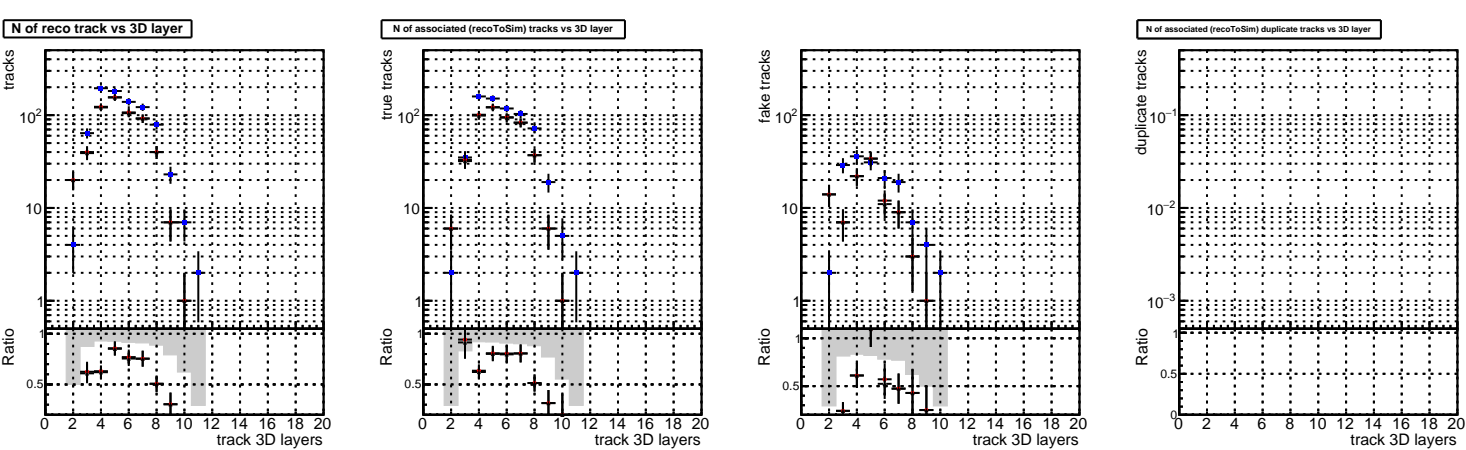 N of reco track vs 3D layer
tracks
10²
10
1
Ratio
1
0.5
0 2 4 6 8 10 12 14 16 18 20
track 3D layers
N of associated (recoToSim) tracks vs 3D layer
true tracks
10²
10
1
Ratio
1
0.5
0 2 4 6 8 10 12 14 16 18 20
track 3D layers
fake tracks
10²
10
1
Ratio
1
0.5
0 2 4 6 8 10 12 14 16 18 20
track 3D layers
N of associated (recoToSim) duplicate tracks vs 3D layer
duplicate tracks
10⁻¹
10⁻²
10⁻³
Ratio
1
0.5
0
0 2 4 6 8 10 12 14 16 18 20
track 3D layers